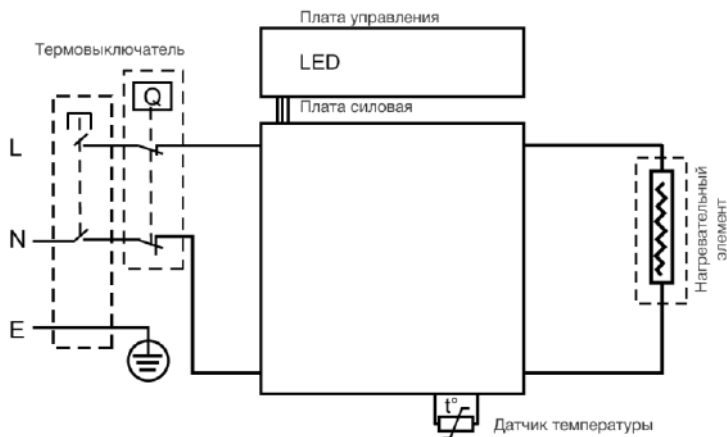 Плата управления
LED
Термовыключатель
Плата силовая
Q
L
N
E
Нагревательный
элемент
t°
Датчик температуры